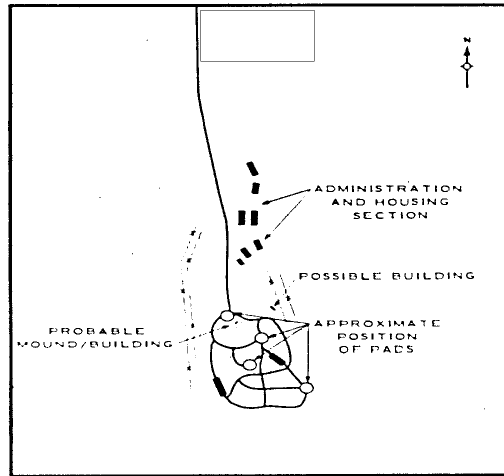 N
ADMINISTRATION
AND HOUSING
SECTION
POSSIBLE BUILDING
PROBABLE
MOUND/BUILDING
APPROXIMATE
POSITION
OF PADS